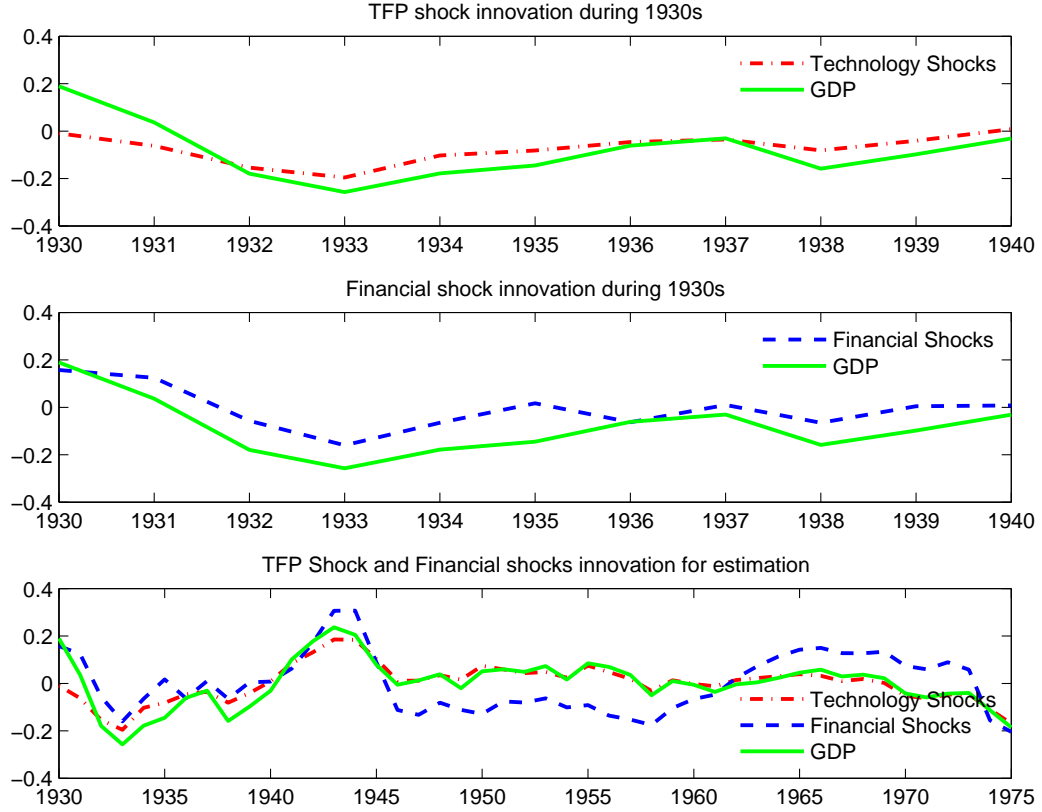 TFP shock innovation during 1930s
0.4
0.2
0
−0.2
−0.4
Technology Shocks
GDP
1930 1931 1932 1933 1934 1935 1936 1937 1938 1939 1940
Financial shock innovation during 1930s
0.4
0.2
0
−0.2
−0.4
Financial Shocks
GDP
1930 1931 1932 1933 1934 1935 1936 1937 1938 1939 1940
TFP Shock and Financial shocks innovation for estimation
0.4
0.2
0
−0.2
−0.4
Technology Shocks
Financial Shocks
GDP
1930 1935 1940 1945 1950 1955 1960 1965 1970 1975